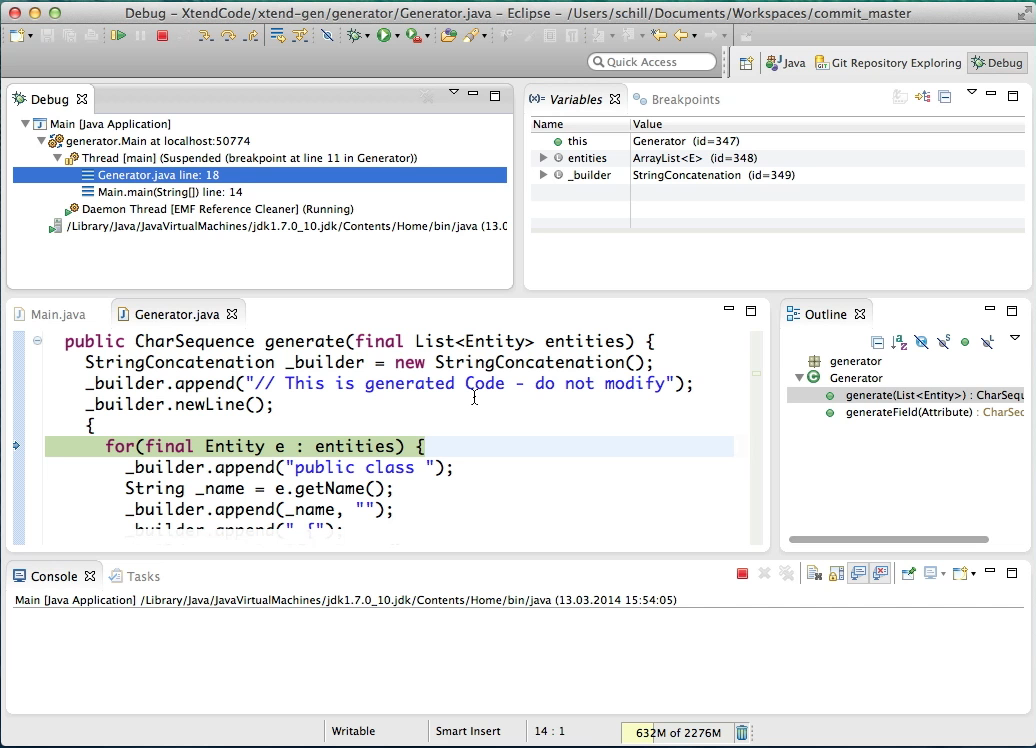 Debug – XtendCode/xtend-gen/generator/Generator.java – Eclipse – /Users/schill/Documents/Workspaces/commit_master
Quick Access
Java
Git Repository Exploring
Debug
Debug
Main [Java Application]
generator.Main at localhost:50774
Thread [main] (Suspended (breakpoint at line 11 in Generator))
Generator.java line: 18
Main.main(String[]) line: 14
Daemon Thread [EMF Reference Cleaner] (Running)
/Library/Java/JavaVirtualMachines/jdk1.7.0_10.jdk/Contents/Home/bin/java (13.0
(x)= Variables
Breakpoints
Name Value
this Generator (id=347)
entities ArrayList<E> (id=348)
_builder StringConcatenation (id=349)
Main.java
Generator.java
public CharSequence generate(final List<Entity> entities) {
StringConcatenation _builder = new StringConcatenation();
_builder.append("// This is generated Code - do not modify");
_builder.newLine();
{
for(final Entity e : entities) {
_builder.append("public class ");
String _name = e.getName();
_builder.append(_name, "");
_builder.append(" {");
Outline
generator
Generator
generate(List<Entity>) : CharSequ
generateField(Attribute) : CharSec
Console
Tasks
Main [Java Application] /Library/Java/JavaVirtualMachines/jdk1.7.0_10.jdk/Contents/Home/bin/java (13.03.2014 15:54:05)
Writable
Smart Insert
14 : 1
632M of 2276M